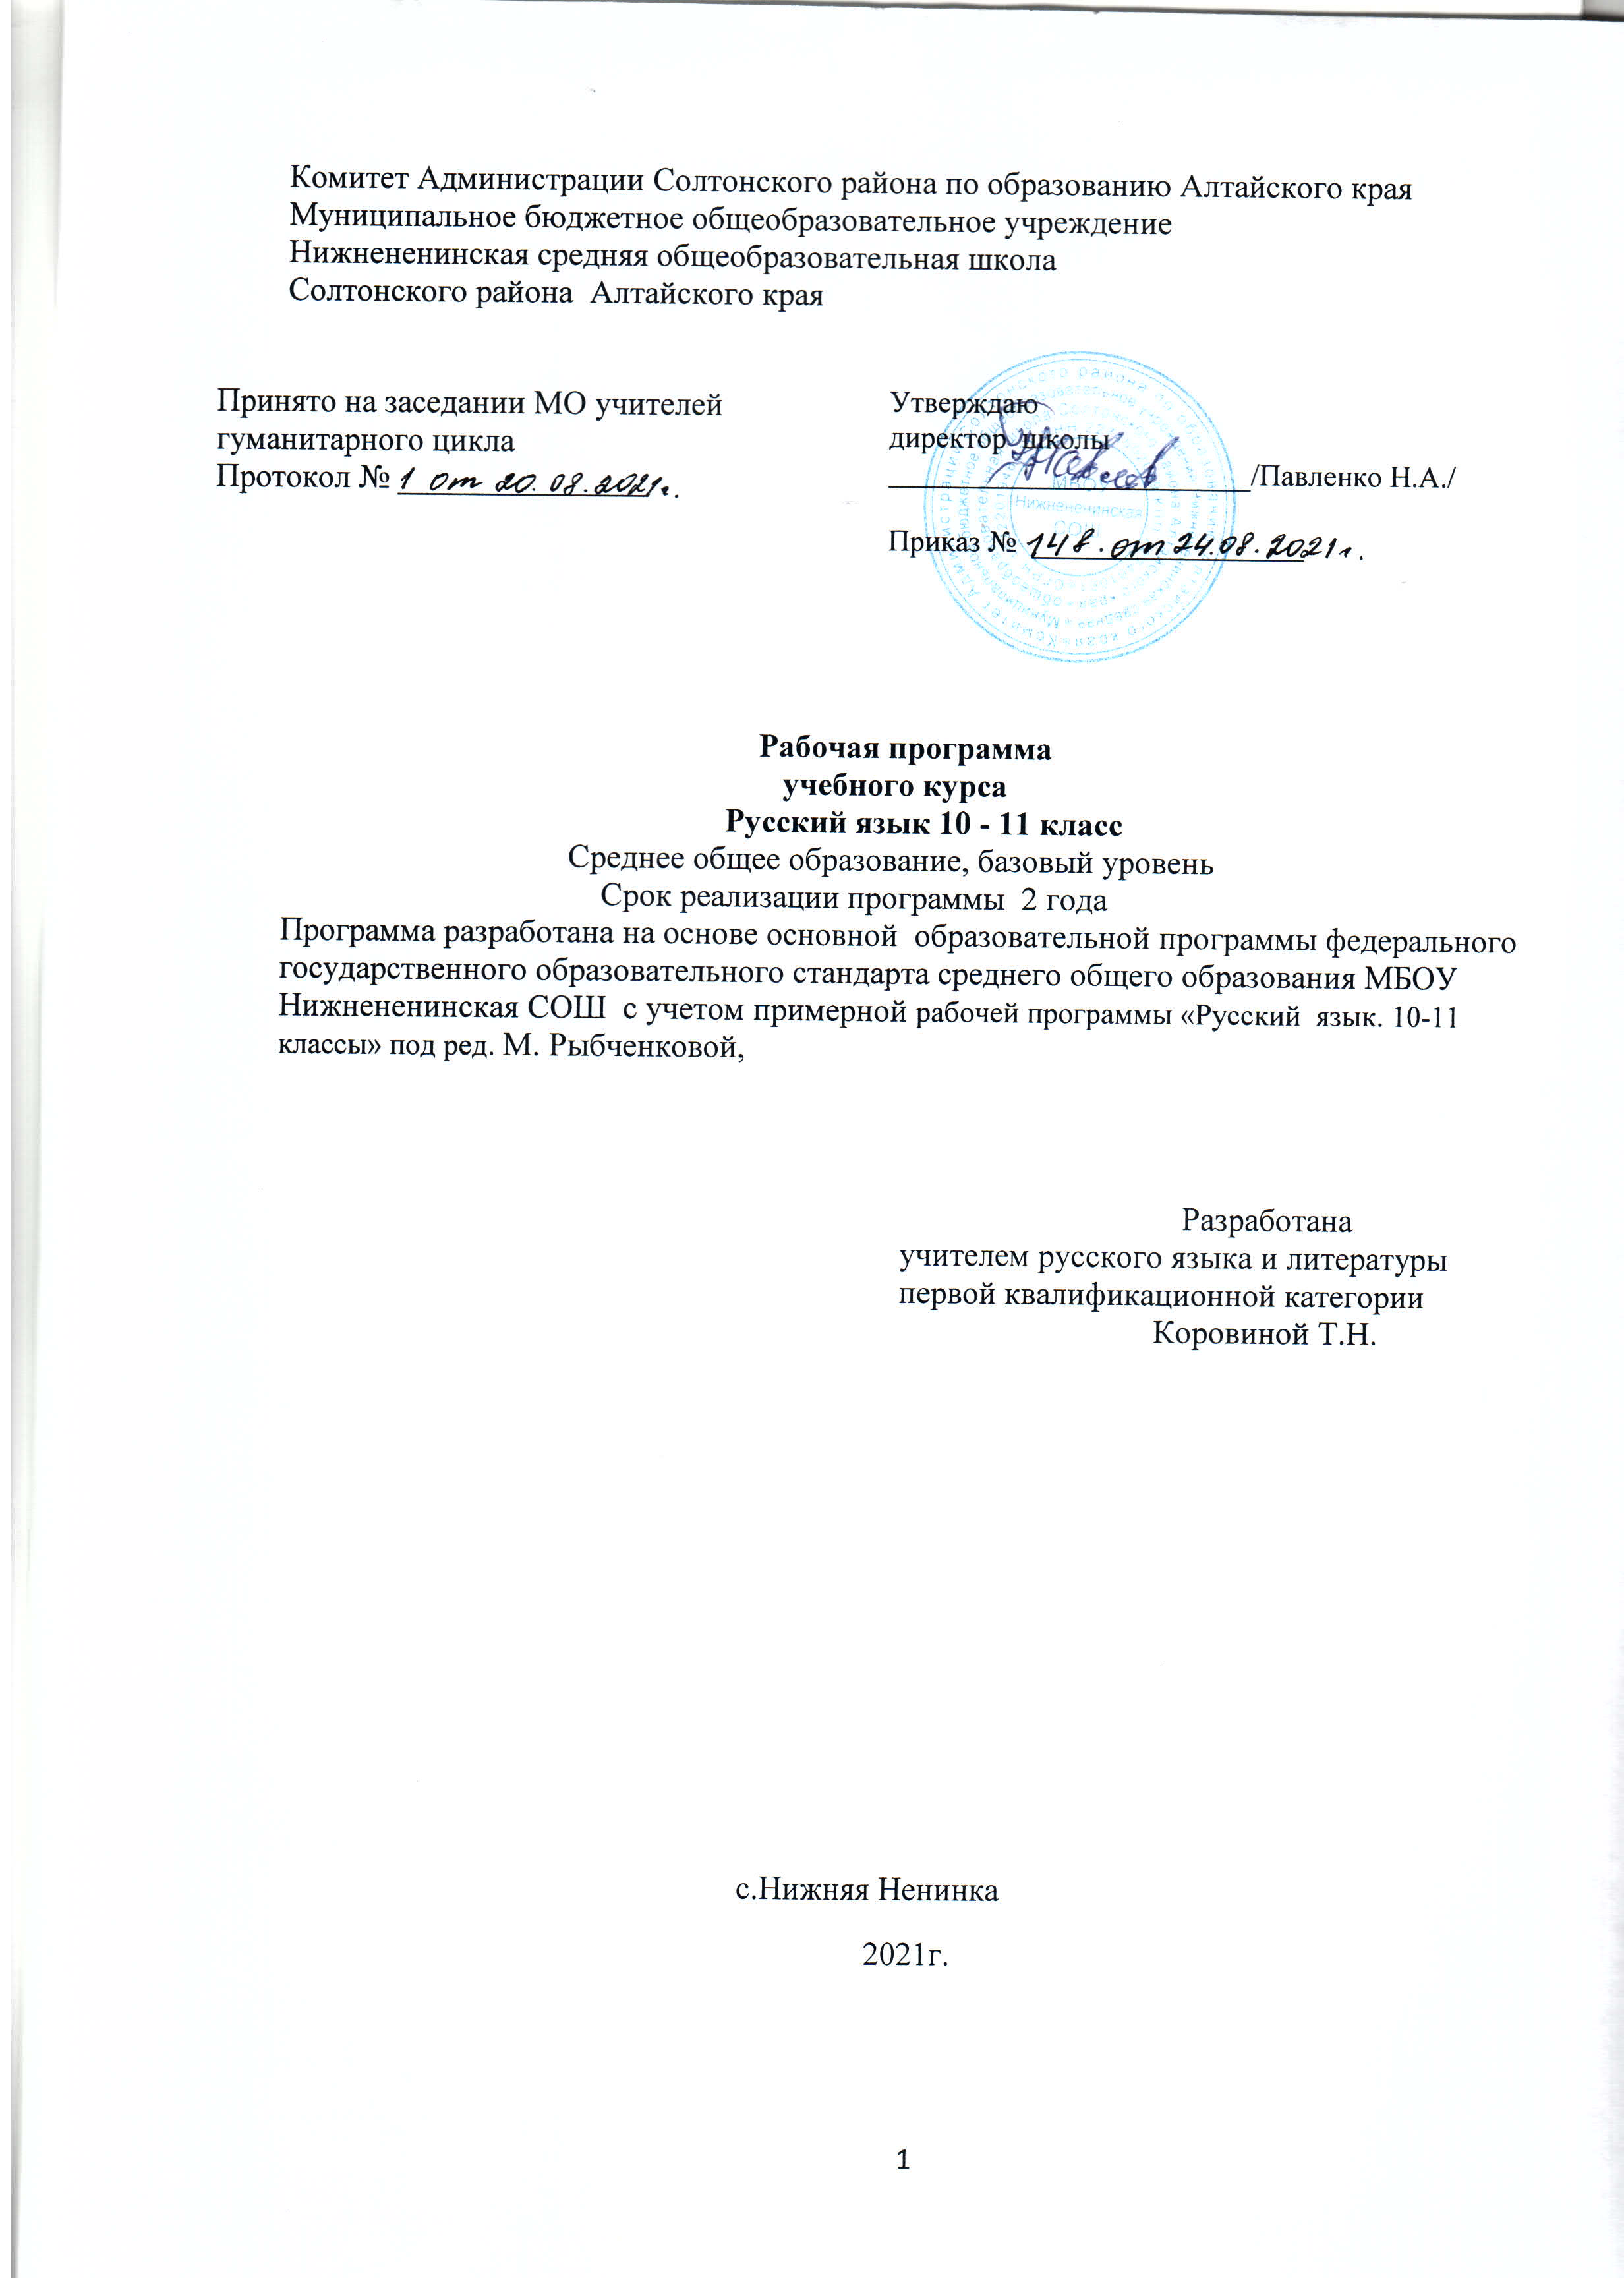 Комитет Администрации Солтонского района по образованию Алтайского края
Муниципальное бюджетное общеобразовательное учреждение
Нижнененинская средняя общеобразовательная школа
Солтонского района Алтайского края
Принято на заседании МО учителей
гуманитарного цикла
Протокол № 1 от 20.08.2021г.
Утверждаю
директор школы
/Павленко Н.А./
Приказ № 148. от 24.08.2021г.
МБОУ
Нижнененинская
СОШ
Рабочая программа
учебного курса
Русский язык 10 - 11 класс
Среднее общее образование, базовый уровень
Срок реализации программы 2 года
Программа разработана на основе основной образовательной программы федерального
государственного образовательного стандарта среднего общего образования МБОУ
Нижнененинская СОШ с учетом примерной рабочей программы «Русский язык. 10-11
классы» под ред. М. Рыбченковой,
Разработана
учителем русского языка и литературы
первой квалификационной категории
Коровиной Т.Н.
с.Нижняя Ненинка
2021г.
1